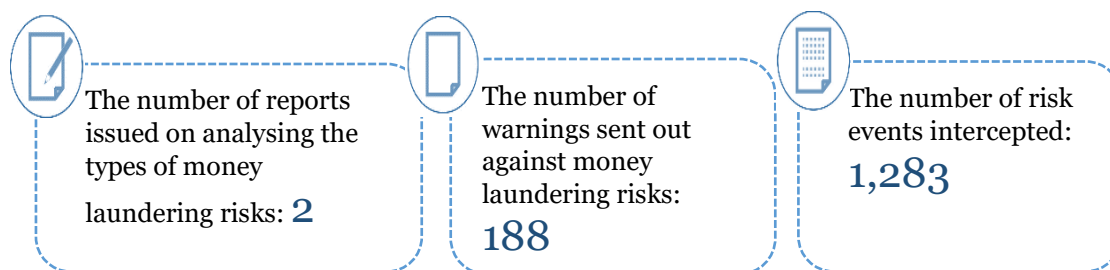 The number of reports
issued on analysing the
types of money
laundering risks: 2
The number of
warnings sent out
against money
laundering risks:
188
The number of risk
events intercepted:
1,283